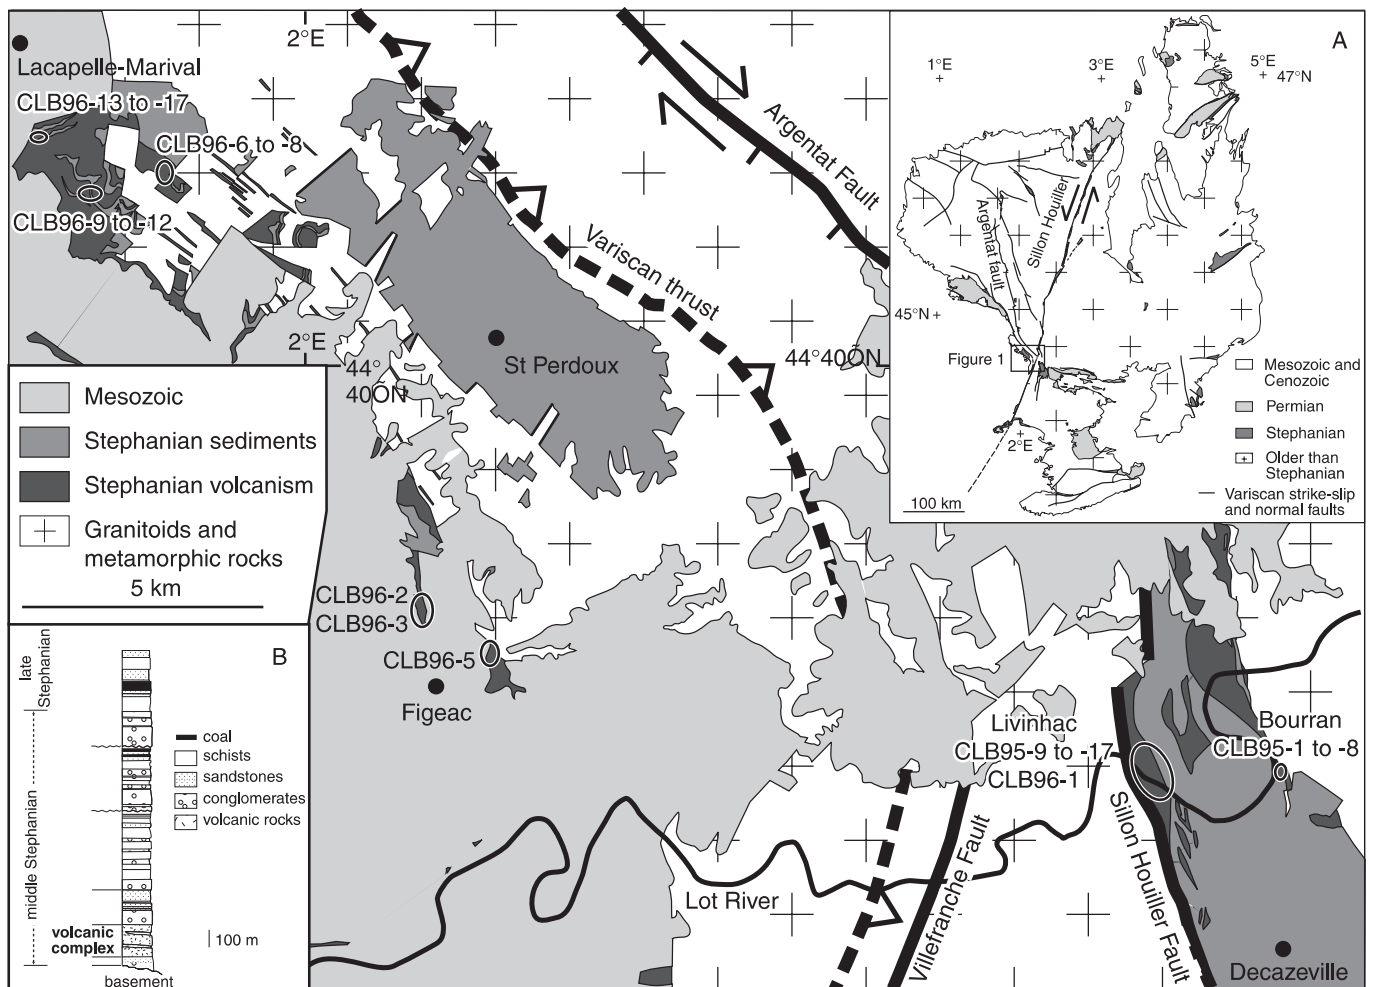 2°E
Lacapelle-Marival
CLB96-13 to -17
CLB96-6 to -8
CLB96-9 to -12
Argentat Fault
Variscan thrust
2°E
44°
40ÕN
St Perdoux
44°40ÕN
A
1°E
3°E
5°E
47°N
Sillon Houiller
Argentat fault
45°N
Figure 1
2°E
100 km
Mesozoic and
Cenozoic
Permian
Stephanian
Older than
Stephanian
Variscan strike-slip
and normal faults
Mesozoic
Stephanian sediments
Stephanian volcanism
Granitoids and
metamorphic rocks
5 km
CLB96-2
CLB96-3
CLB96-5
Figeac
Livinhac
CLB95-9 to -17
CLB96-1
Bourran
CLB95-1 to -8
Sillon Houiller Fault
Villefranche Fault
Lot River
Decazeville
B
late
Stephanian
middle Stephanian
coal
schists
sandstones
conglomerates
volcanic rocks
volcanic
complex
100 m
basement